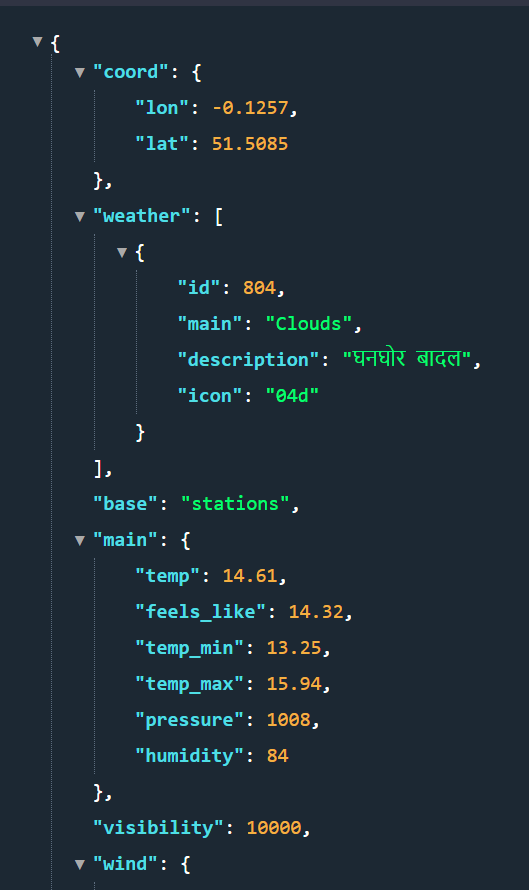 {
"coord": {
"lon": -0.1257,
"lat": 51.5085
},
"weather": [
{
"id": 804,
"main": "Clouds",
"description": "घनघोर बादल",
"icon": "04d"
}
],
"base": "stations",
"main": {
"temp": 14.61,
"feels_like": 14.32,
"temp_min": 13.25,
"temp_max": 15.94,
"pressure": 1008,
"humidity": 84
},
"visibility": 10000,
"wind": {